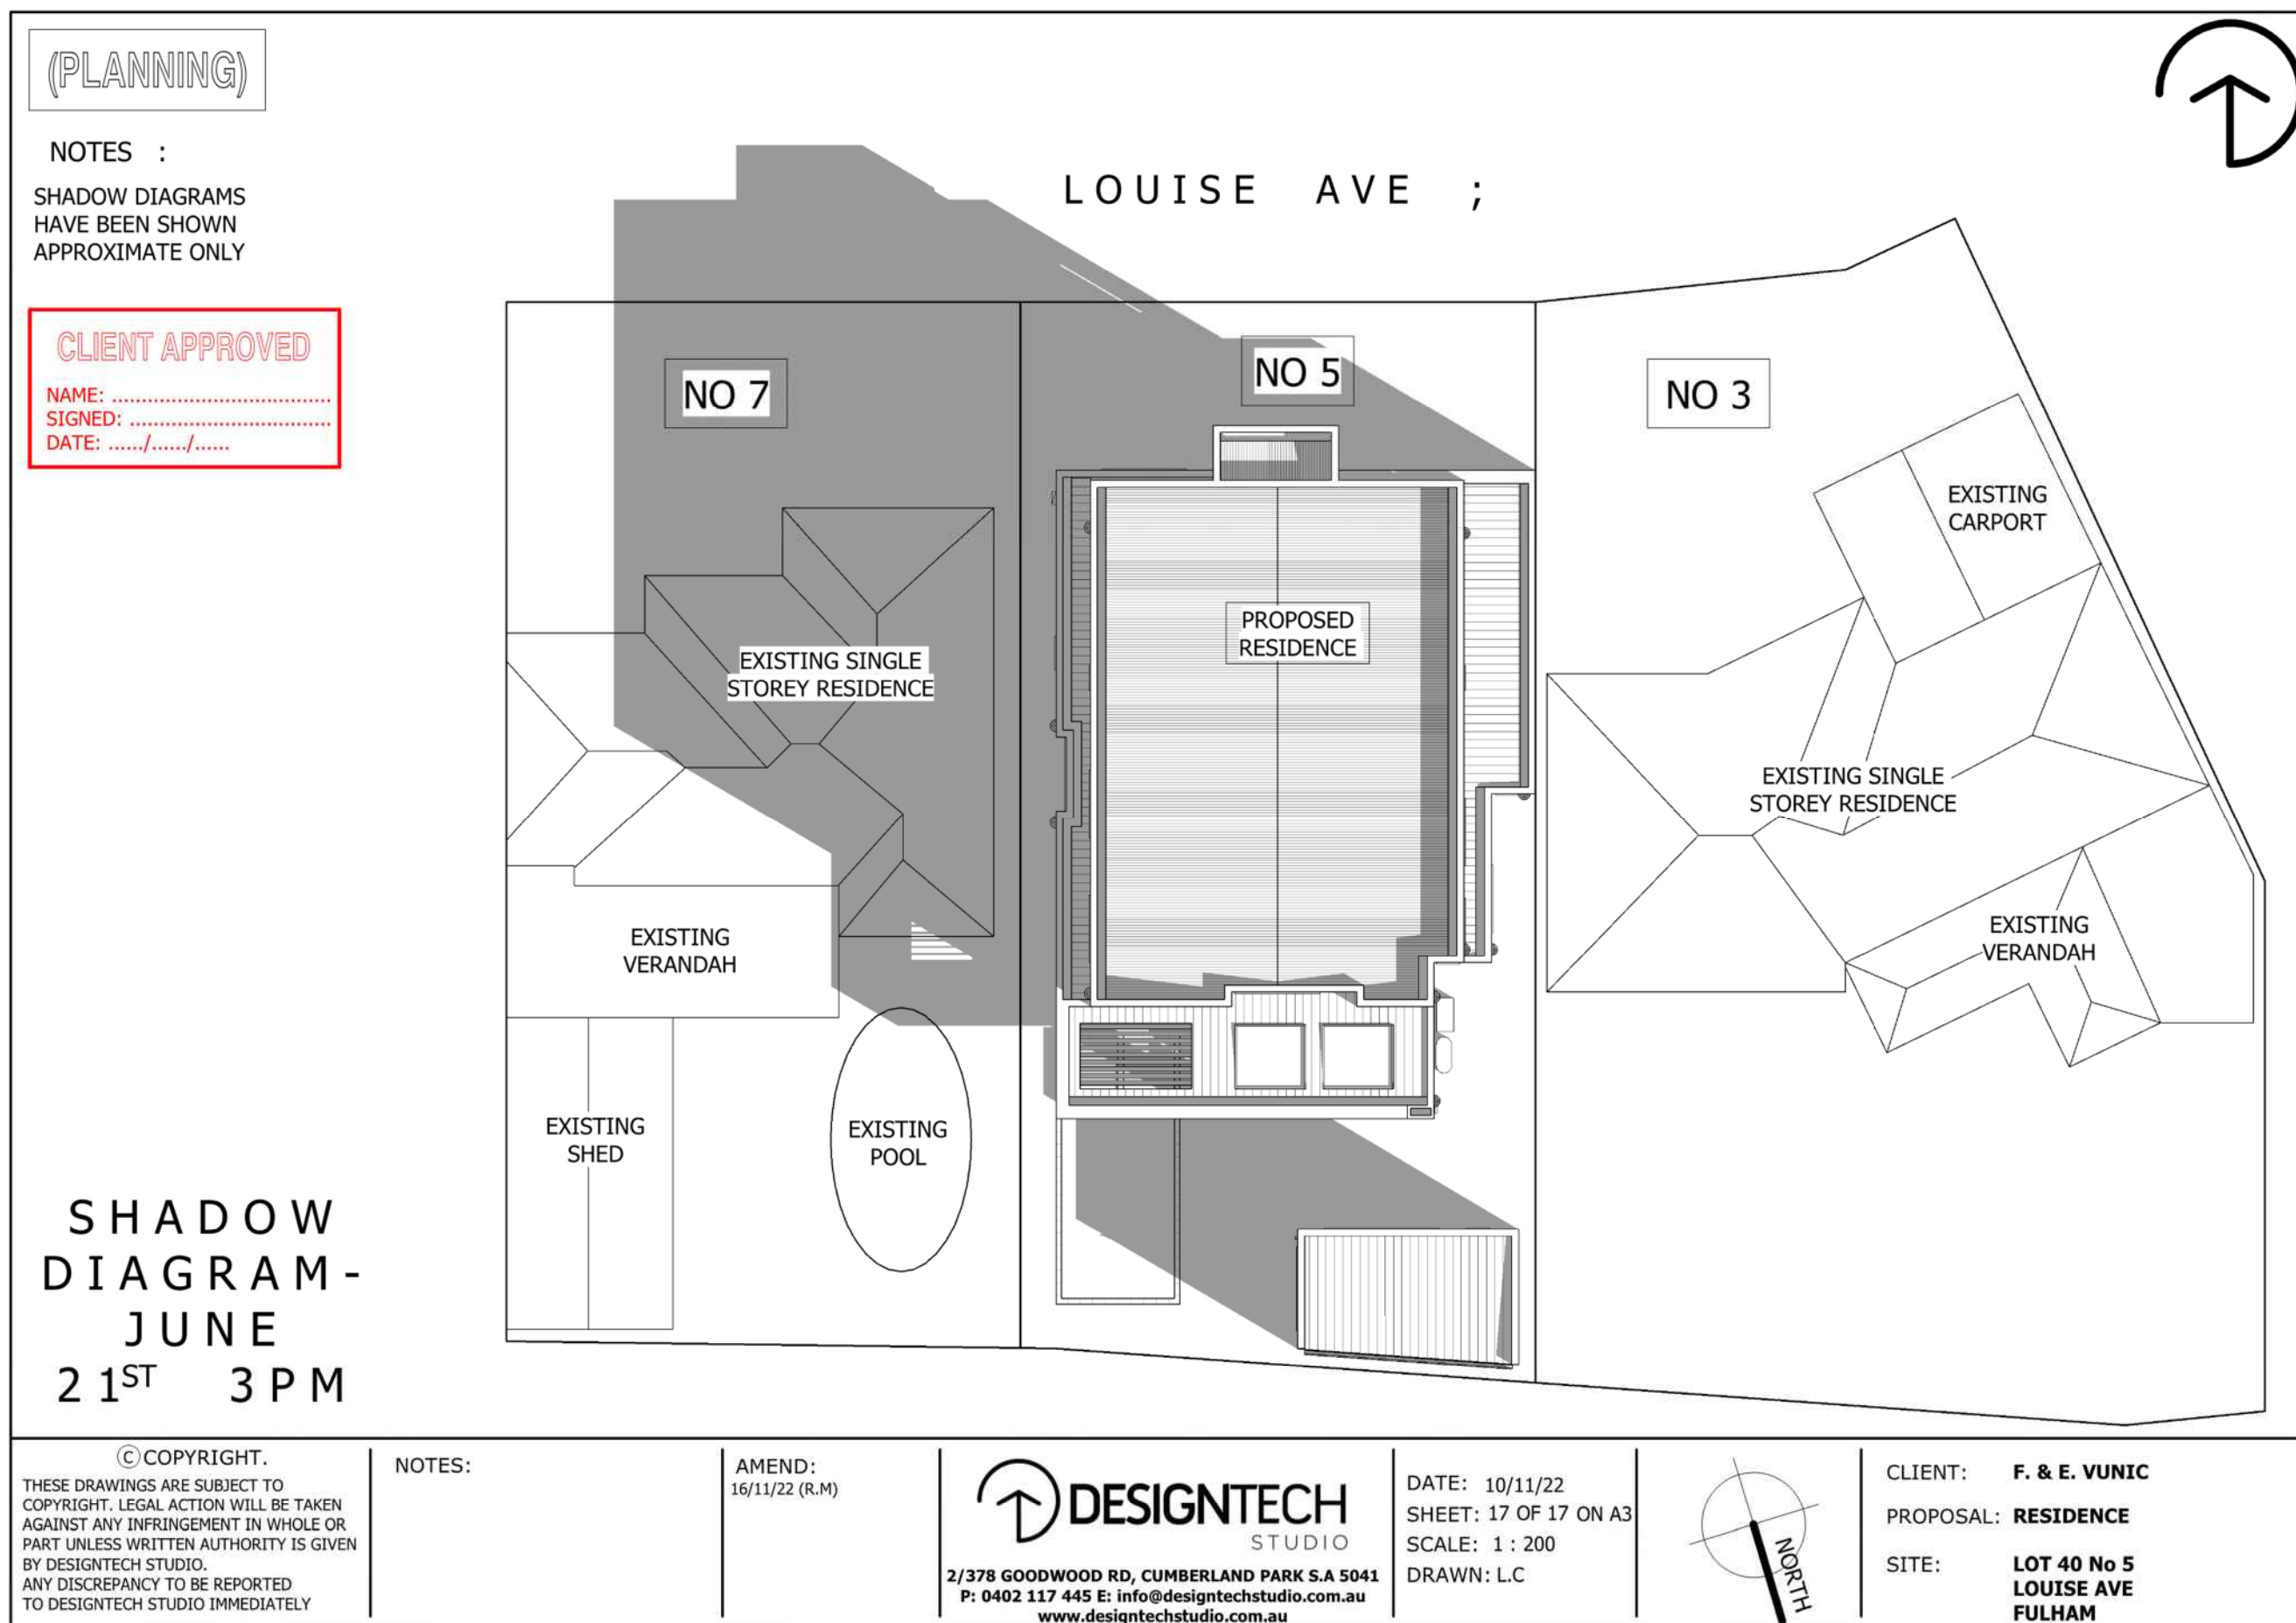 (PLANNING)
NOTES :
SHADOW DIAGRAMS
HAVE BEEN SHOWN
APPROXIMATE ONLY
CLIENT APPROVED
NAME: .....................................
SIGNED: ..................................
DATE: ....../....../......
LOUISE AVE ;
NO 7
NO 5
NO 3
EXISTING
CARPORT
PROPOSED
RESIDENCE
EXISTING SINGLE
STOREY RESIDENCE
EXISTING SINGLE
STOREY RESIDENCE
EXISTING
VERANDAH
EXISTING
VERANDAH
EXISTING
SHED
EXISTING
POOL
SHADOW
DIAGRAM-
JUNE
21ST 3PM
©COPYRIGHT.
THESE DRAWINGS ARE SUBJECT TO
COPYRIGHT. LEGAL ACTION WILL BE TAKEN
AGAINST ANY INFRINGEMENT IN WHOLE OR
PART UNLESS WRITTEN AUTHORITY IS GIVEN
BY DESIGNTECH STUDIO.
ANY DISCREPANCY TO BE REPORTED
TO DESIGNTECH STUDIO IMMEDIATELY
NOTES:
AMEND:
16/11/22 (R.M)
DESIGNTECH
STUDIO
2/378 GOODWOOD RD, CUMBERLAND PARK S.A 5041
P: 0402 117 445 E: info@designtechstudio.com.au
www.designtechstudio.com.au
DATE: 10/11/22
SHEET: 17 OF 17 ON A3
SCALE: 1 : 200
DRAWN: L.C
NORTH
CLIENT: F. & E. VUNIC
PROPOSAL: RESIDENCE
SITE: LOT 40 No 5
LOUISE AVE
FULHAM